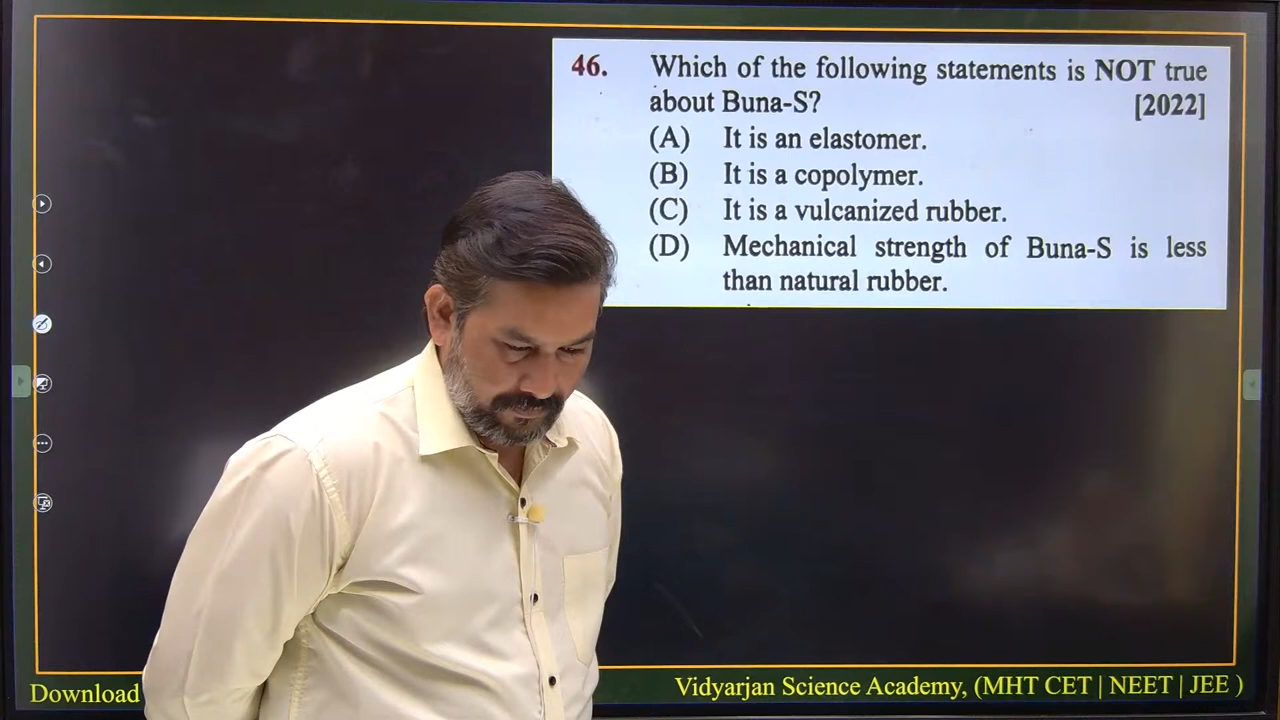 46. Which of the following statements is NOT true
about Buna-S? [2022]
(A) It is an elastomer.
(B) It is a copolymer.
(C) It is a vulcanized rubber.
(D) Mechanical strength of Buna-S is less
than natural rubber.
Download
Vidyarjan Science Academy, (MHT CET | NEET | JEE )